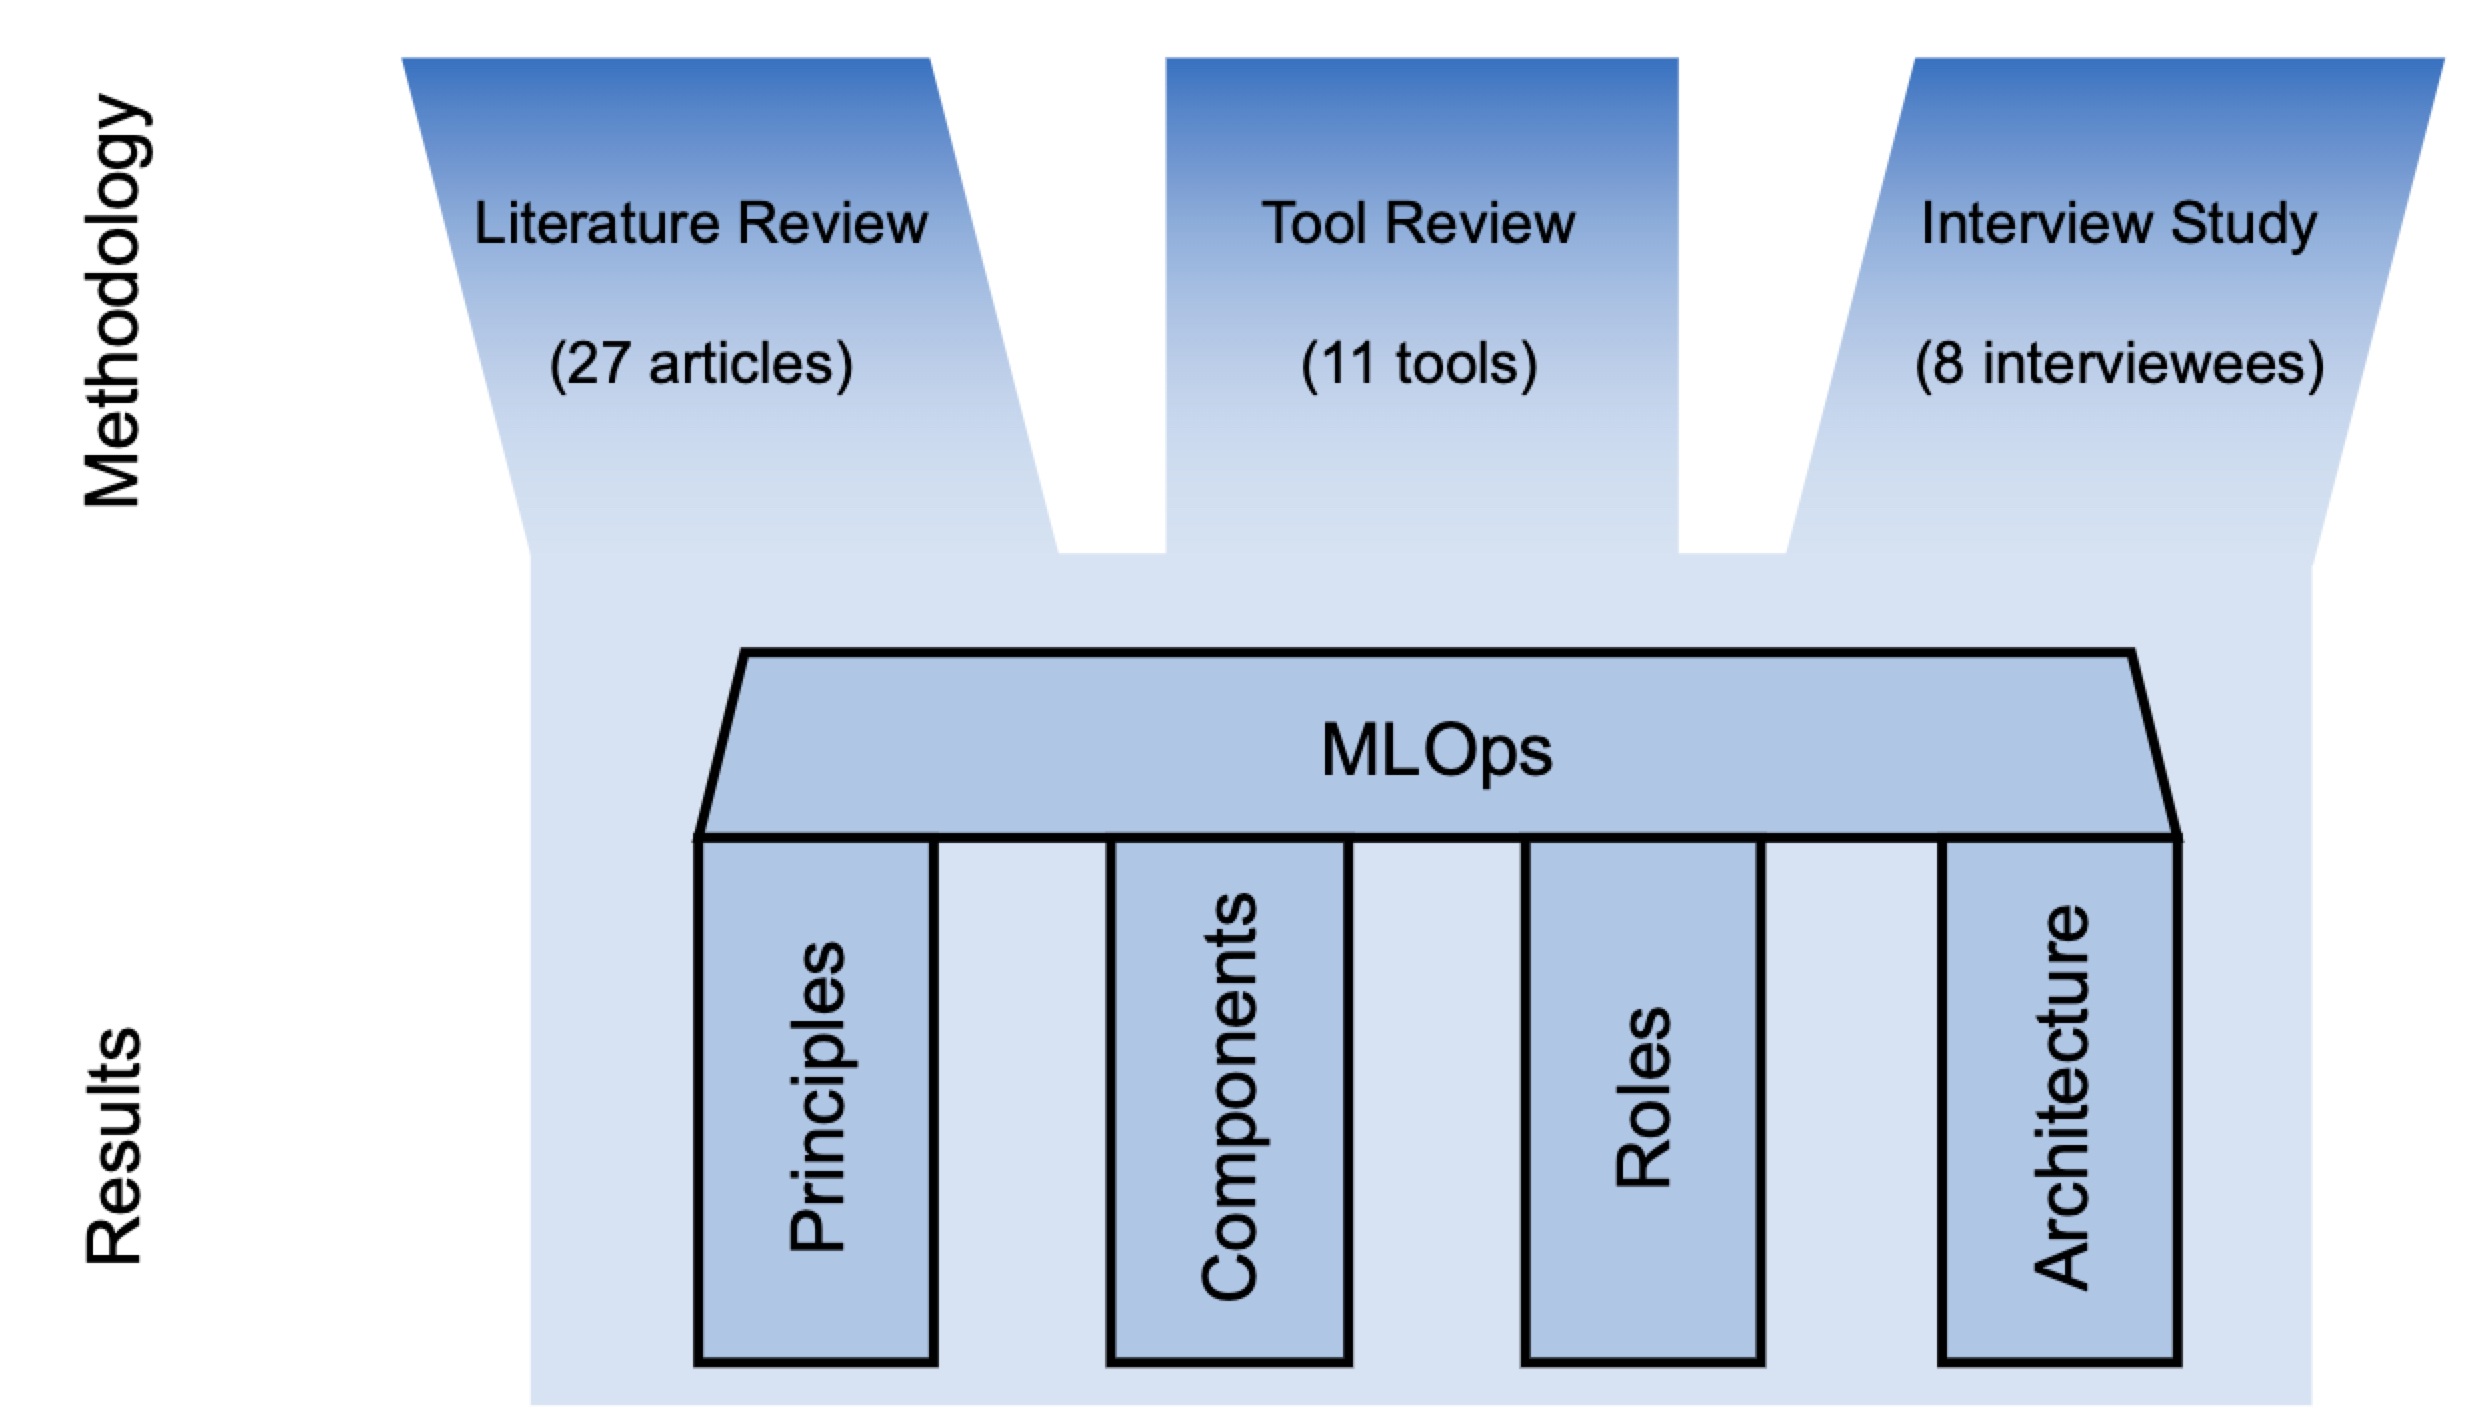 Methodology
Literature Review
(27 articles)
Tool Review
(11 tools)
Interview Study
(8 interviewees)
Results
MLOps
Principles
Components
Roles
Architecture